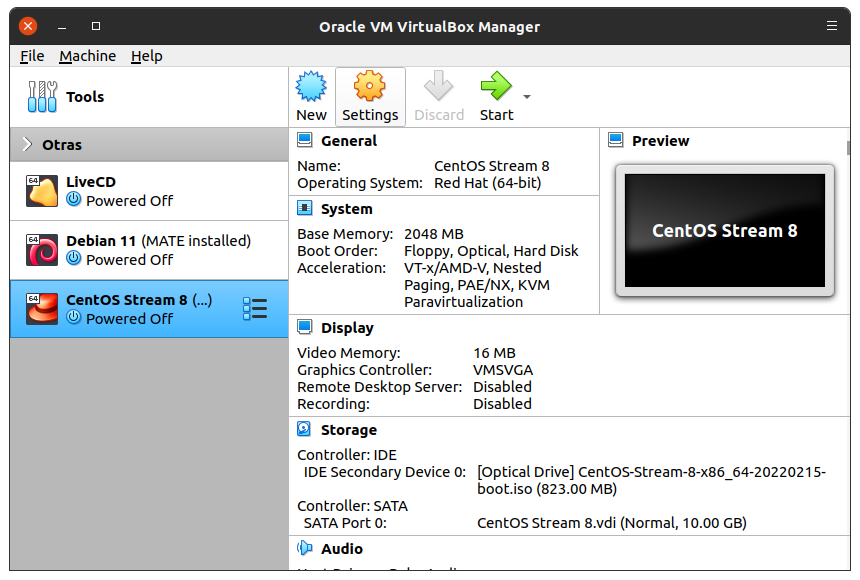 Oracle VM VirtualBox Manager
File Machine Help
Tools
New Settings Discard Start
Otras
64
LiveCD
Powered Off
64
Debian 11 (MATE installed)
Powered Off
64
CentOS Stream 8 (...)
Powered Off
General
Name: CentOS Stream 8
Operating System: Red Hat (64-bit)
System
Base Memory: 2048 MB
Boot Order: Floppy, Optical, Hard Disk
Acceleration: VT-x/AMD-V, Nested
Paging, PAE/NX, KVM
Paravirtualization
Preview
CentOS Stream 8
Display
Video Memory: 16 MB
Graphics Controller: VMSVGA
Remote Desktop Server: Disabled
Recording: Disabled
Storage
Controller: IDE
IDE Secondary Device 0: [Optical Drive] CentOS-Stream-8-x86_64-20220215-
boot.iso (823.00 MB)
Controller: SATA
SATA Port 0: CentOS Stream 8.vdi (Normal, 10.00 GB)
Audio